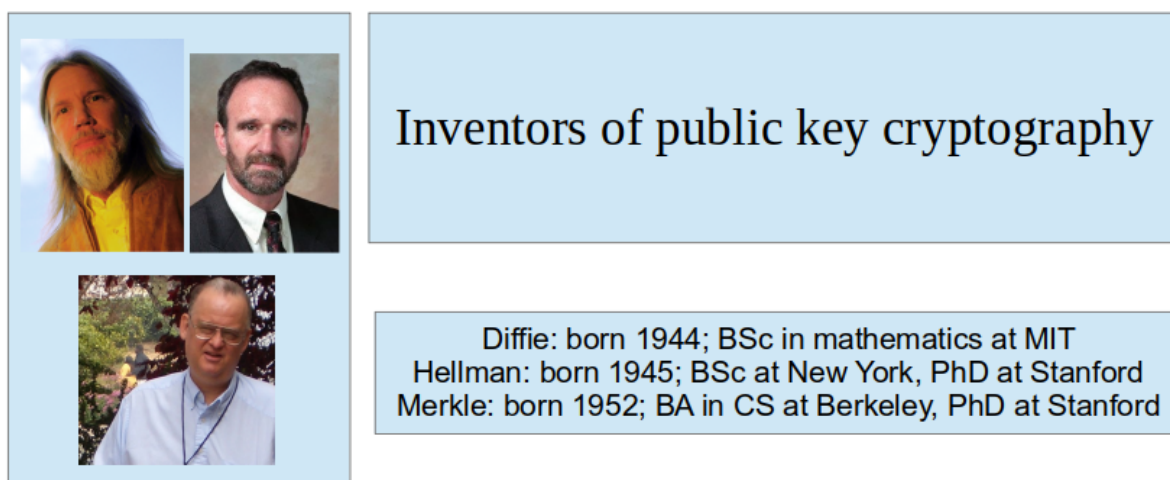 Inventors of public key cryptography
Diffie: born 1944; BSc in mathematics at MIT
Hellman: born 1945; BSc at New York, PhD at Stanford
Merkle: born 1952; BA in CS at Berkeley, PhD at Stanford